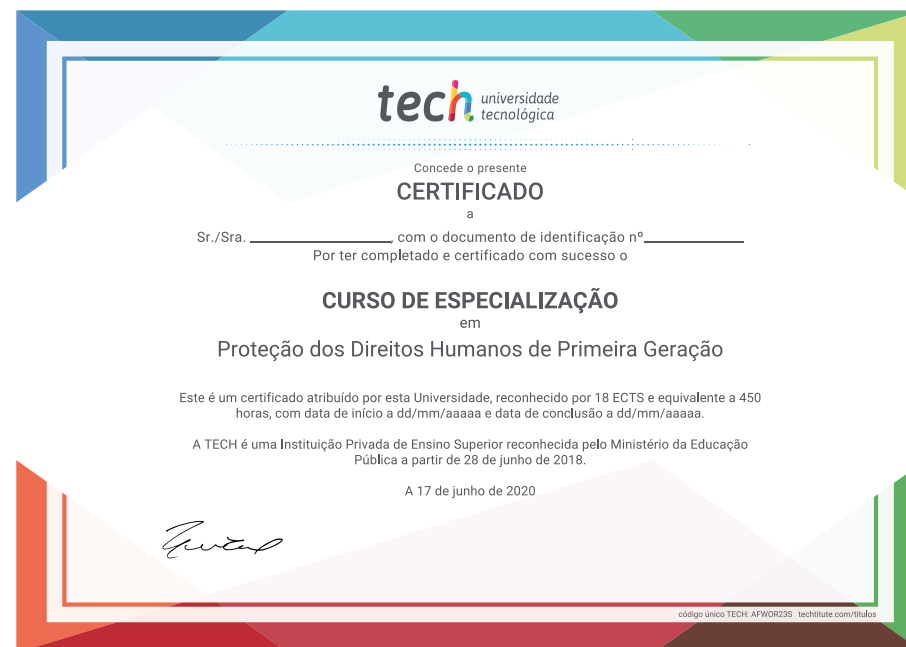 tech universidade
tecnológica
Concede o presente
CERTIFICADO
a
Sr./Sra. , com o documento de identificação nº
Por ter completado e certificado com sucesso o
CURSO DE ESPECIALIZAÇÃO
em
Proteção dos Direitos Humanos de Primeira Geração
Este é um certificado atribuído por esta Universidade, reconhecido por 18 ECTS e equivalente a 450
horas, com data de início a dd/mm/aaaaa e data de conclusão a dd/mm/aaaaa.
A TECH é uma Instituição Privada de Ensino Superior reconhecida pelo Ministério da Educação
Pública a partir de 28 de junho de 2018.
A 17 de junho de 2020
código único TECH: AFWOR23S techtitute.com/titulos